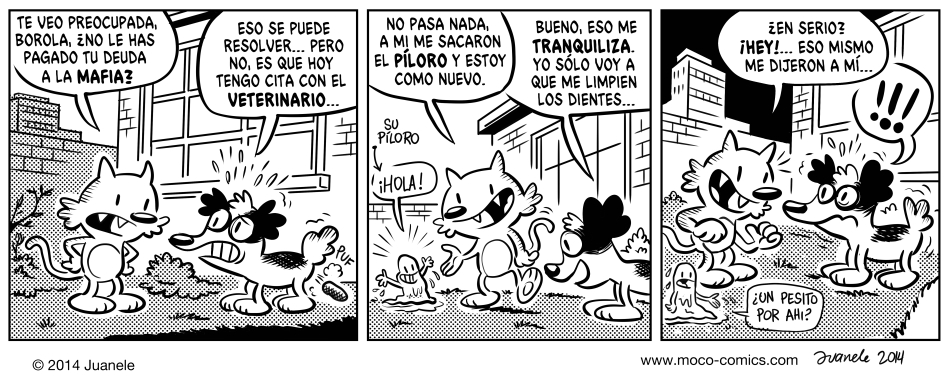 TE VEO PREOCUPADA,
BOROLA, ¿NO LE HAS
PAGADO TU DEUDA
A LA MAFIA?
ESO SE PUEDE
RESOLVER... PERO
NO, ES QUE HOY
TENGO CITA CON EL
VETERINARIO...
PUF
NO PASA NADA,
A MI ME SACARON
EL PÍLORO Y ESTOY
COMO NUEVO.
BUENO, ESO ME
TRANQUILIZA.
YO SÓLO VOY A
QUE ME LIMPIEN
LOS DIENTES...
SU
PÍLORO
¡HOLA!
¿EN SERIO?
¡HEY!... ESO MISMO
ME DIJERON A MÍ...
!!!
¿UN PESITO
POR AHI?
© 2014 Juanele
www.moco-comics.com
Juanele 2014